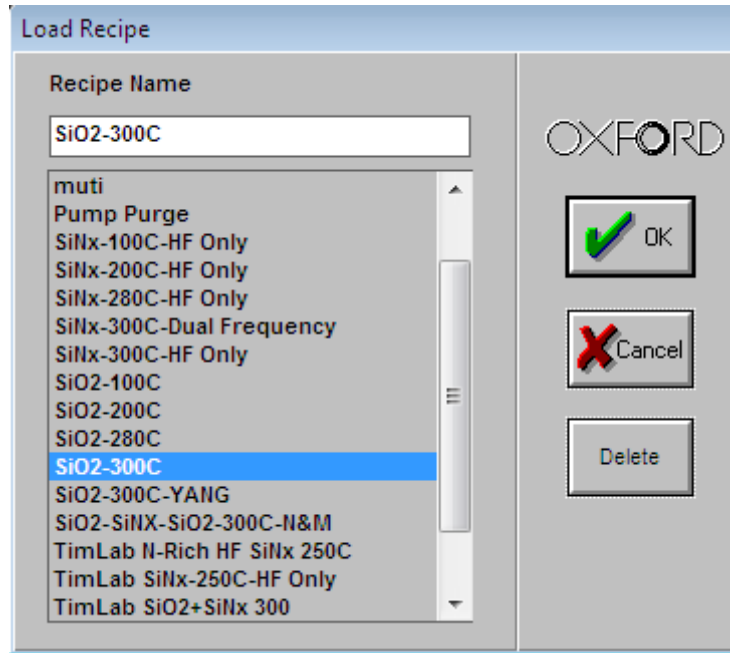 Load Recipe
Recipe Name
SiO2-300C
muti
Pump Purge
SiNx-100C-HF Only
SiNx-200C-HF Only
SiNx-280C-HF Only
SiNx-300C-Dual Frequency
SiNx-300C-HF Only
SiO2-100C
SiO2-200C
SiO2-280C
SiO2-300C
SiO2-300C-YANG
SiO2-SiNX-SiO2-300C-N&M
TimLab N-Rich HF SiNx 250C
TimLab SiNx-250C-HF Only
TimLab SiO2+SiNx 300
OXFORD
OK
Cancel
Delete